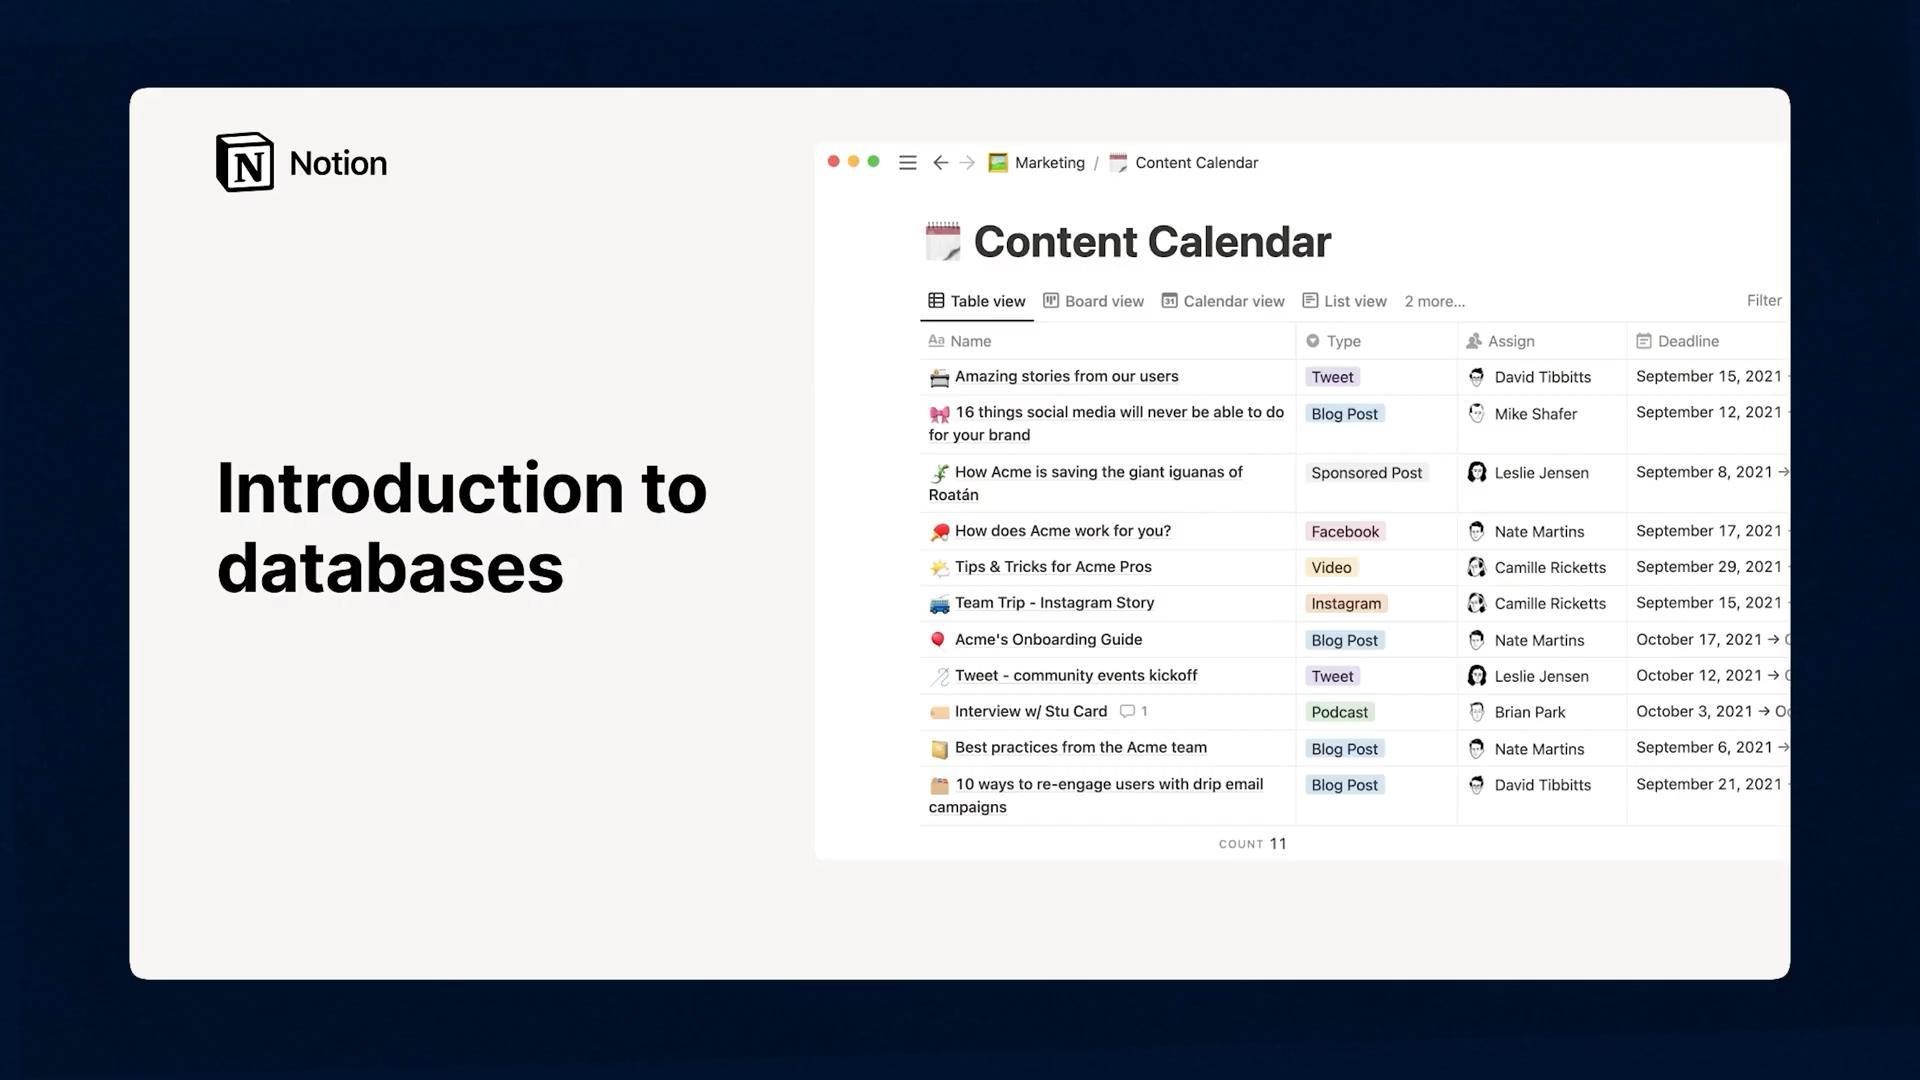 Notion
Introduction to
databases
Marketing / Content Calendar
Content Calendar
Table view Board view Calendar view List view 2 more... Filter
Aa Name Type Assign Deadline
Amazing stories from our users Tweet David Tibbitts September 15, 2021
16 things social media will never be able to do
for your brand Blog Post Mike Shafer September 12, 2021
How Acme is saving the giant iguanas of
Roatán Sponsored Post Leslie Jensen September 8, 2021 →
How does Acme work for you? Facebook Nate Martins September 17, 2021
Tips & Tricks for Acme Pros Video Camille Ricketts September 29, 2021
Team Trip - Instagram Story Instagram Camille Ricketts September 15, 2021
Acme's Onboarding Guide Blog Post Nate Martins October 17, 2021 →
Tweet - community events kickoff Tweet Leslie Jensen October 12, 2021 →
Interview w/ Stu Card 1 Podcast Brian Park October 3, 2021 →
Best practices from the Acme team Blog Post Nate Martins September 6, 2021 →
10 ways to re-engage users with drip email
campaigns Blog Post David Tibbitts September 21, 2021
COUNT 11